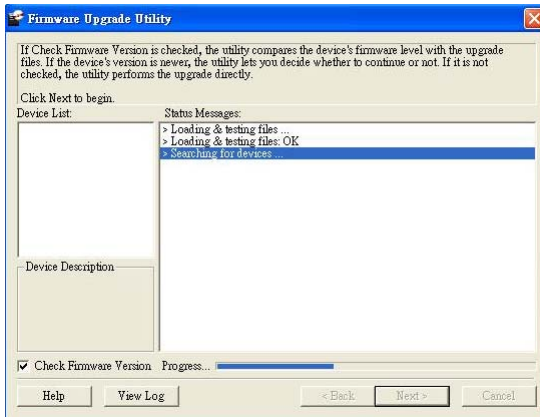 Firmware Upgrade Utility
If Check Firmware Version is checked, the utility compares the device's firmware level with the upgrade
files. If the device's version is newer, the utility lets you decide whether to continue or not. If it is not
checked, the utility performs the upgrade directly.
Click Next to begin.
Device List:
Status Messages:
> Loading & testing files ...
> Loading & testing files: OK
> Searching for devices ...
Device Description
Check Firmware Version
Progress...
Help
View Log
< Back
Next >
Cancel